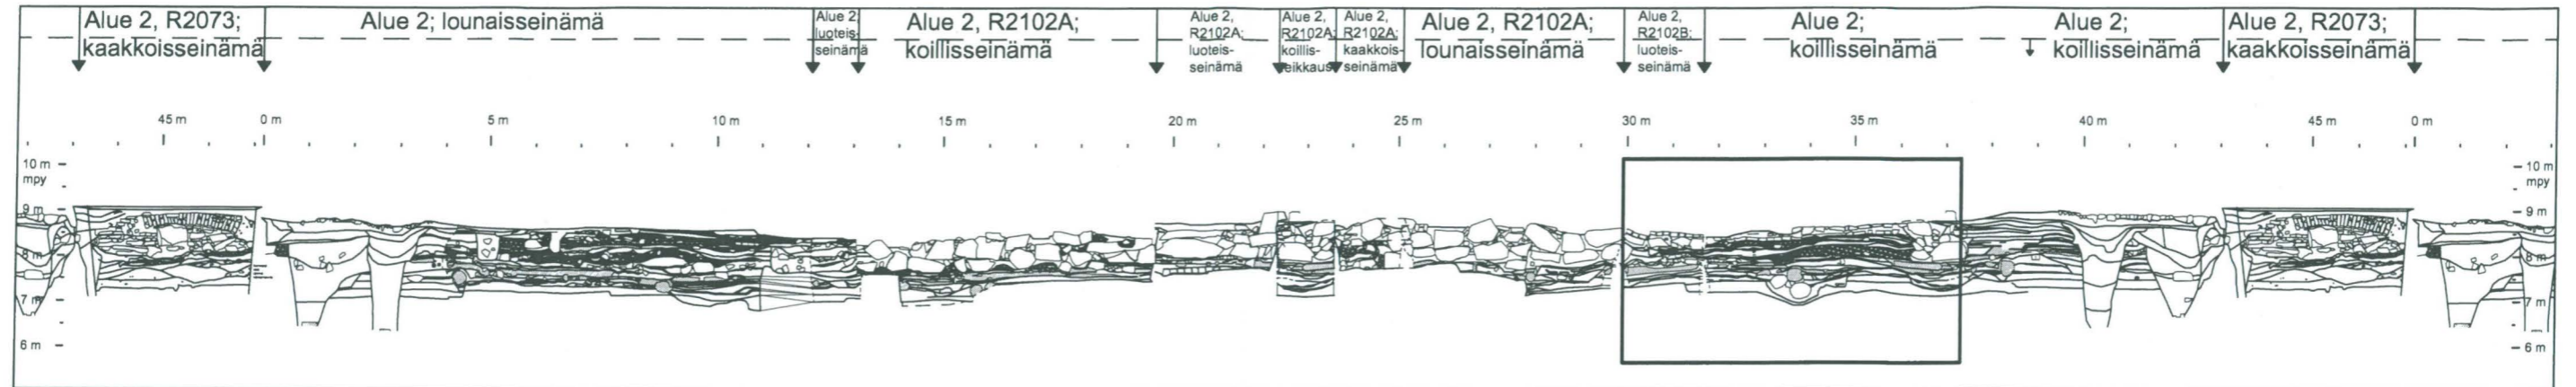 Alue 2, R2073;
kaakkoisseinämä
Alue 2; lounaisseinämä
Alue 2;
luoteis-
seinämä
Alue 2, R2102A;
koillisseinämä
Alue 2,
R2102A;
luoteis-
seinämä
Alue 2,
R2102A;
koillis-
leikkaus
Alue 2,
R2102A;
kaakkois-
seinämä
Alue 2, R2102A;
lounaisseinämä
Alue 2,
R2102B;
luoteis-
seinämä
Alue 2;
koillisseinämä
Alue 2;
koillisseinämä
Alue 2, R2073;
kaakkoisseinämä
45 m
0 m
5 m
10 m
15 m
20 m
25 m
30 m
35 m
40 m
45 m
0 m
10 m
mpy
9 m
8 m
7 m
6 m
10 m
mpy
9 m
8 m
7 m
6 m